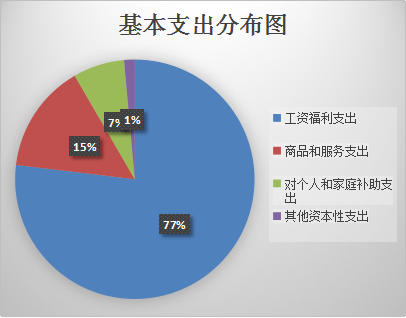 基本支出分布图
7%
1%
15%
77%
工资福利支出
商品和服务支出
对个人和家庭补助支
出
其他资本性支出